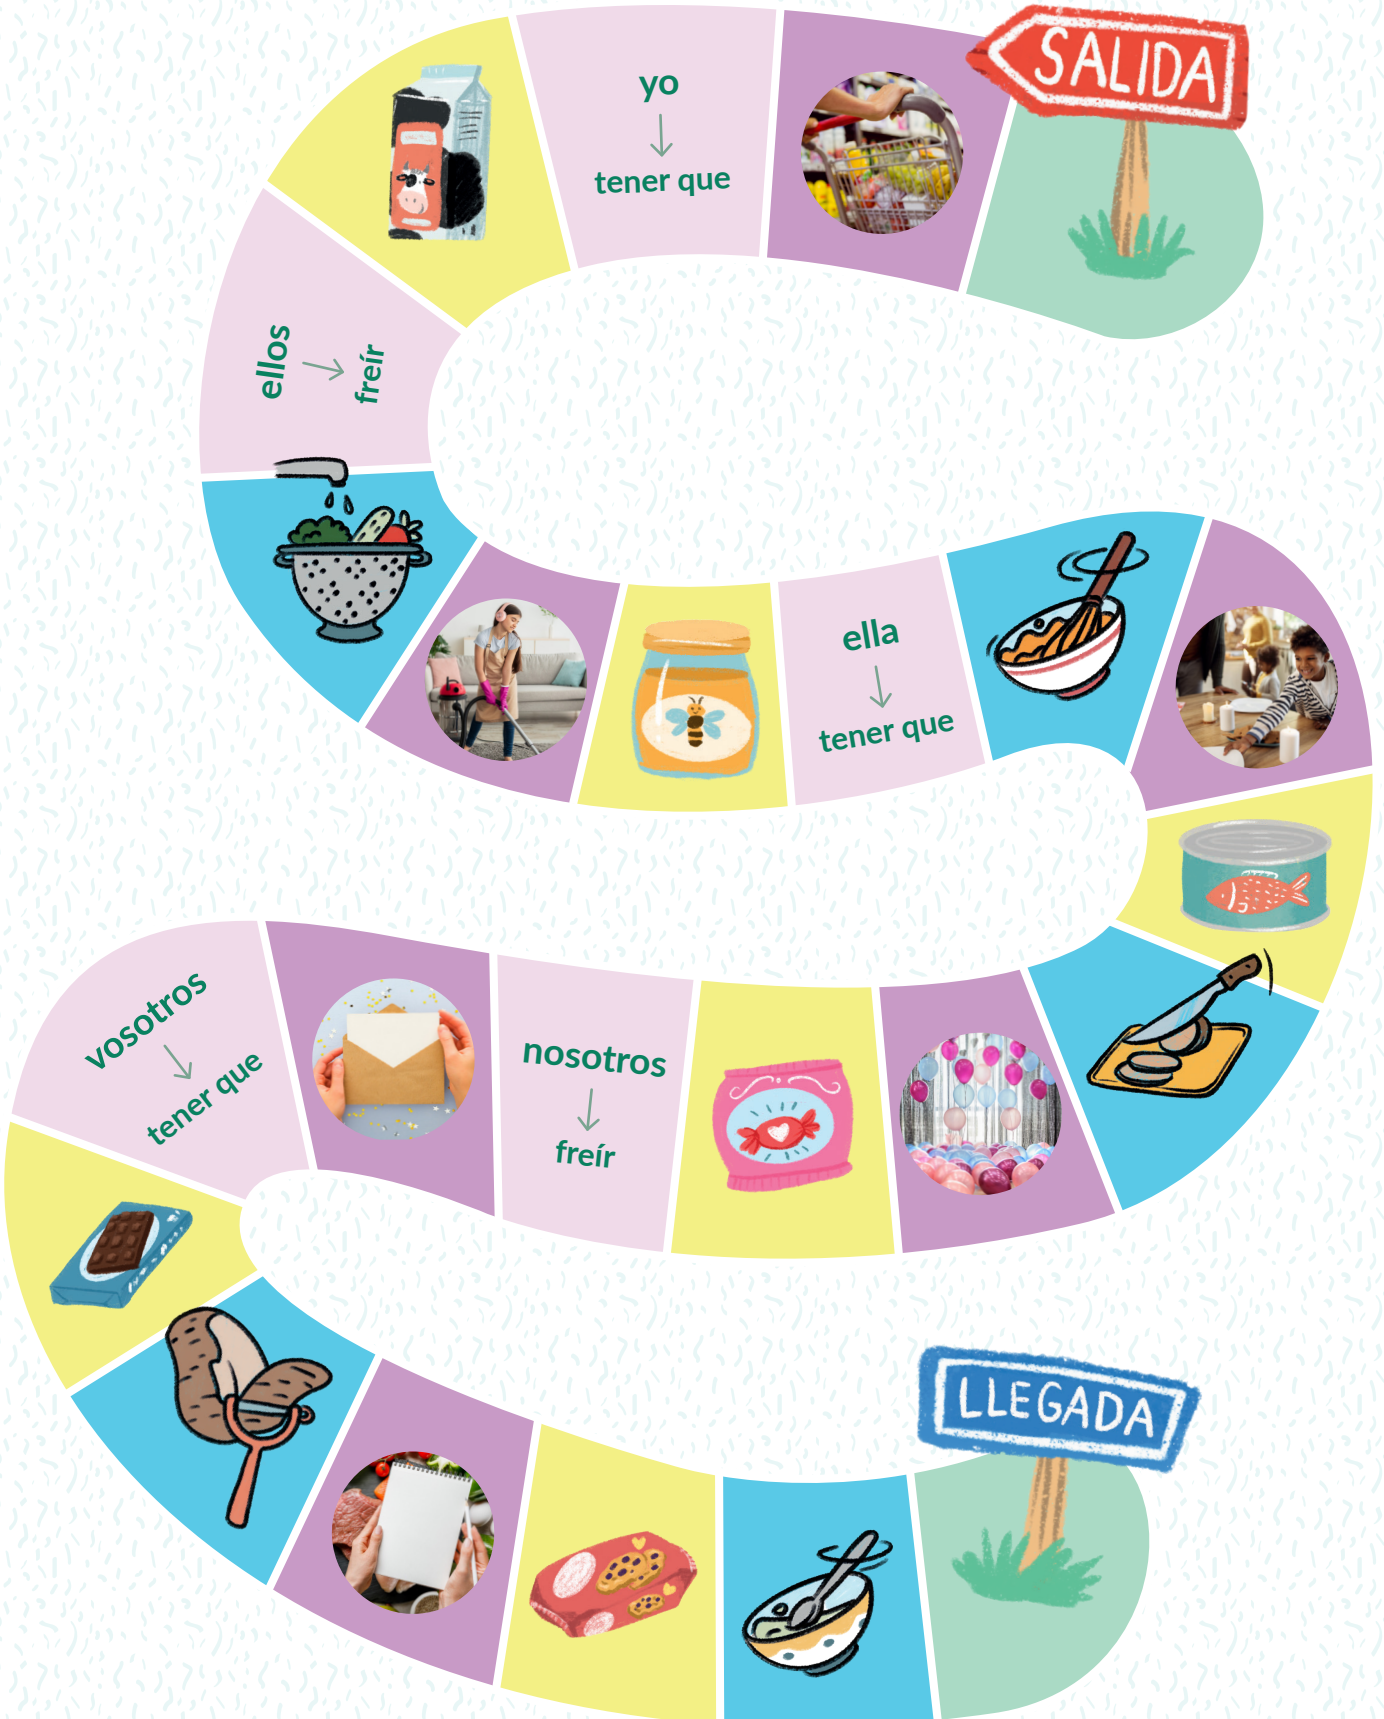 SALIDA
yo
tener que
ellos
freír
ella
tener que
nosotros
freír
vosotros
tener que
LLEGADA